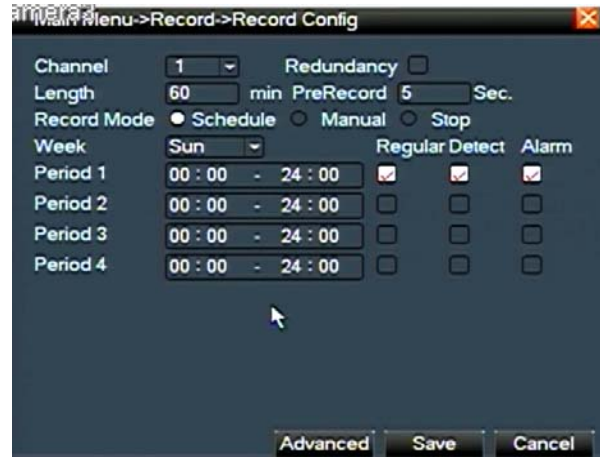 Main Menu->Record->Record Config
Channel 1 Redundancy
Length 60 min PreRecord 5 Sec.
Record Mode Schedule Manual Stop
Week Sun Regular Detect Alarm
Period 1 00 : 00 - 24 : 00
Period 2 00 : 00 - 24 : 00
Period 3 00 : 00 - 24 : 00
Period 4 00 : 00 - 24 : 00
Advanced Save Cancel